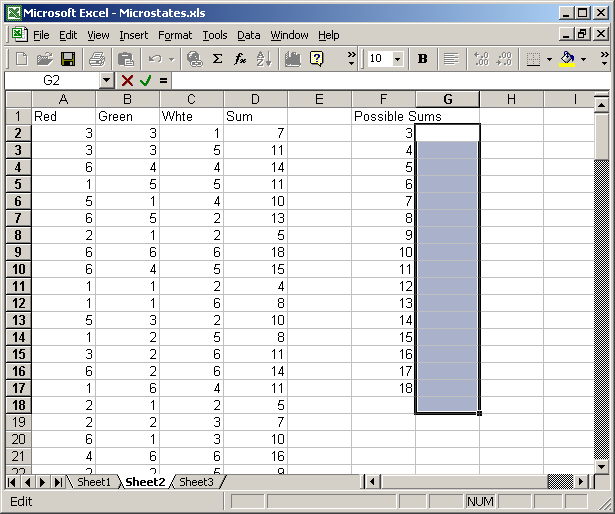 Microsoft Excel - Microstates.xls
File Edit View Insert Format Tools Data Window Help
Σ fx 10 B
G2 =
A B C D E F G H I
1 Red Green Whte Sum Possible Sums
2 3 3 1 7 3
3 3 3 5 11 4
4 6 4 4 14 5
5 1 5 5 11 6
6 5 1 4 10 7
7 6 5 2 13 8
8 2 1 2 5 9
9 6 6 6 18 10
10 6 4 5 15 11
11 1 1 2 4 12
12 1 1 6 8 13
13 5 3 2 10 14
14 1 2 5 8 15
15 3 2 6 11 16
16 6 2 6 14 17
17 1 6 4 11 18
18 2 1 2 5
19 2 2 3 7
20 6 1 3 10
21 4 6 6 16
22 2 2 5 9
Sheet1 Sheet2 Sheet3
Edit NUM